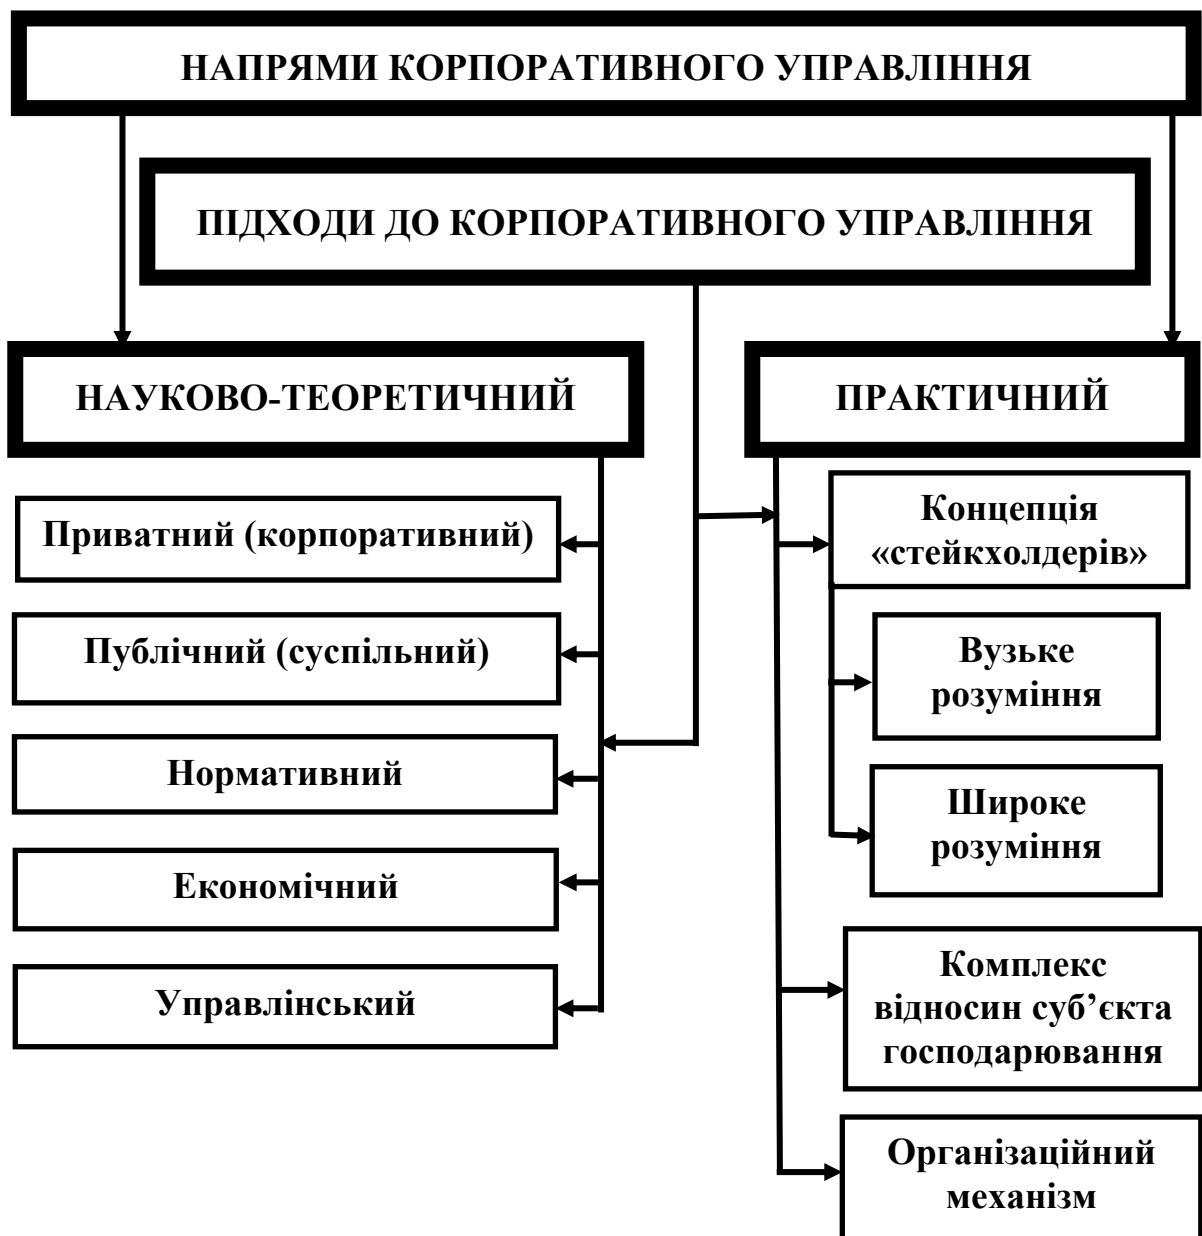 НАПРЯМИ КОРПОРАТИВНОГО УПРАВЛІННЯ
ПІДХОДИ ДО КОРПОРАТИВНОГО УПРАВЛІННЯ
НАУКОВО-ТЕОРЕТИЧНИЙ
Приватний (корпоративний)
Публічний (суспільний)
Нормативний
Економічний
Управлінський
ПРАКТИЧНИЙ
Концепція
«стейкхолдерів»
Вузьке
розуміння
Широке
розуміння
Комплекс
відносин суб’єкта
господарювання
Організаційний
механізм